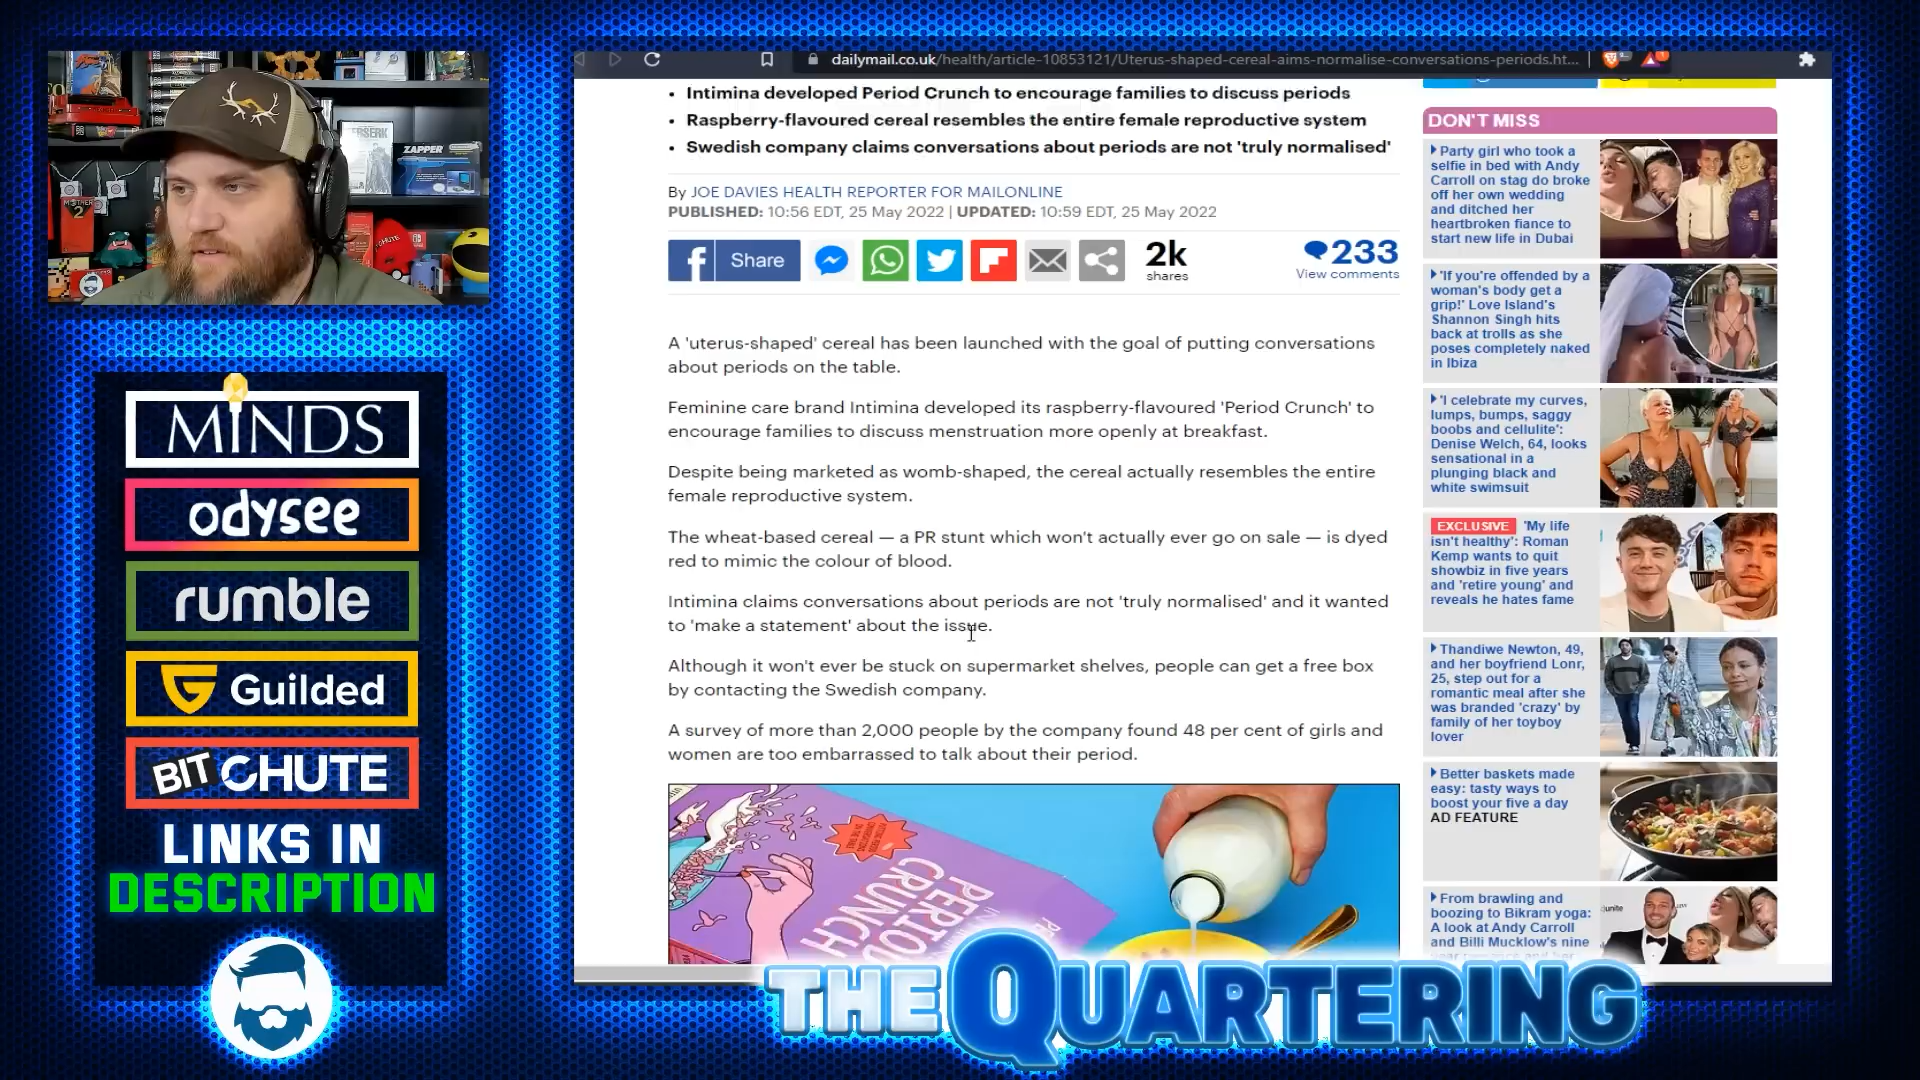 dailymail.co.uk/health/article-10853121/Uterus-shaped-cereal-aims-normalise-conversations-periods.ht...
• Intimina developed Period Crunch to encourage families to discuss periods
• Raspberry-flavoured cereal resembles the entire female reproductive system
• Swedish company claims conversations about periods are not 'truly normalised'
By JOE DAVIES HEALTH REPORTER FOR MAILONLINE
PUBLISHED: 10:56 EDT, 25 May 2022 | UPDATED: 10:59 EDT, 25 May 2022
Share
2k
shares
233
View comments
A 'uterus-shaped' cereal has been launched with the goal of putting conversations
about periods on the table.
Feminine care brand Intimina developed its raspberry-flavoured 'Period Crunch' to
encourage families to discuss menstruation more openly at breakfast.
Despite being marketed as womb-shaped, the cereal actually resembles the entire
female reproductive system.
The wheat-based cereal — a PR stunt which won't actually ever go on sale — is dyed
red to mimic the colour of blood.
Intimina claims conversations about periods are not 'truly normalised' and it wanted
to 'make a statement' about the issue.
Although it won't ever be stuck on supermarket shelves, people can get a free box
by contacting the Swedish company.
A survey of more than 2,000 people by the company found 48 per cent of girls and
women are too embarrassed to talk about their period.
PERIOD
CRUNCH
DON'T MISS
Party girl who took a
selfie in bed with Andy
Carroll on stag do broke
off her own wedding
and ditched her
heartbroken fiance to
start new life in Dubai
'If you're offended by a
woman's body get a
grip!' Love Island's
Shannon Singh hits
back at trolls as she
poses completely naked
in Ibiza
'I celebrate my curves,
lumps, bumps, saggy
boobs and cellulite':
Denise Welch, 64, looks
sensational in a
plunging black and
white swimsuit
EXCLUSIVE 'My life
isn't healthy': Roman
Kemp wants to quit
showbiz in five years
and 'retire young' and
reveals he hates fame
Thandiwe Newton, 49,
and her boyfriend Lonr,
25, step out for a
romantic meal after she
was branded 'crazy' by
family of her toyboy
lover
Better baskets made
easy: tasty ways to
boost your five a day
AD FEATURE
From brawling and
boozing to Bikram yoga:
A look at Andy Carroll
and Billi Mucklow's nine
BERSERK
ZAPPER
MOTHER
2
MINDS
odysee
rumble
Guilded
BIT CHUTE
LINKS IN
DESCRIPTION
THE QUARTERING